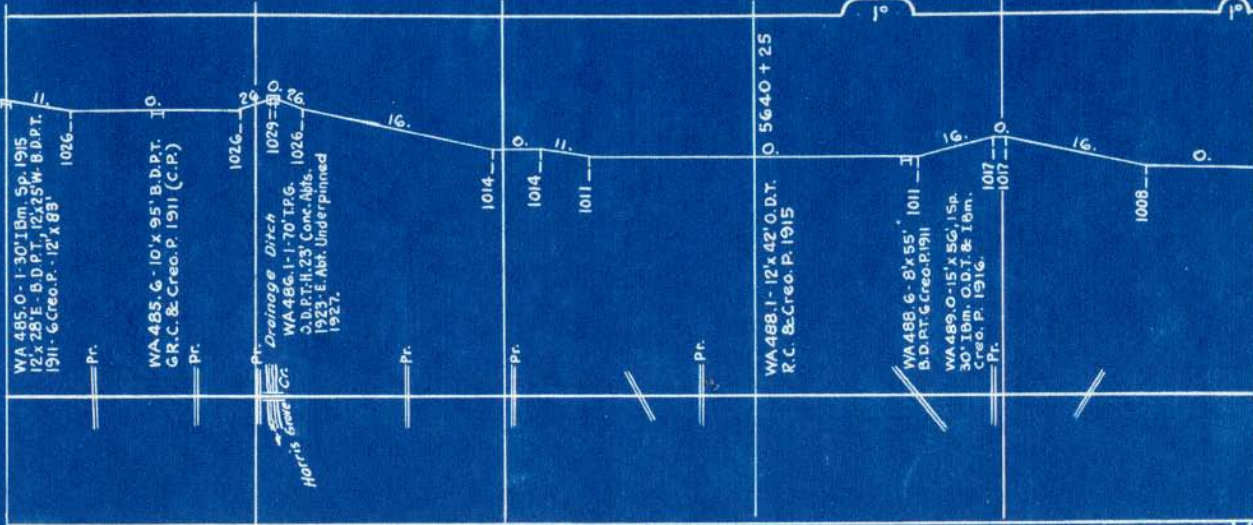 WA 485.0 - 1-30' I Bm. Sp. 1915
12'x 28'E - B.D.P.T., 12'x25'W- B.D.P.T.
1911 - 6 Creo. P. - 12' x 83'
11.
1026
WA 485.6 - 10' x 95' B.D.P.T.
6 R.C. & Creo. P. 1911 (C.P.)
0.
26
1026
1029
0.
26.
1026
Drainage Ditch
WA 486.1 - 1-70' T.P.G.
O.D.P.T. H. 23' Conc. Abts.
1923 - E. Abt. Underpinned
1927.
Harris Grove Cr.
16.
1014
0.
1014
11.
1011
0. 5640 + 25
WA 488.1 - 12'x 42' O.D.T.
R.C. & Creo. P. 1915
WA 488.6 - 8'x 55'
B.D.P.T. 6 Creo. P. 1911
1011
16.
1017
0.
1017
WA 489.0 - 15'x 56', 1 Sp.
30' I Bm. O.D.T. & I Bm.
Creo. P. 1916.
16.
1008
0.
1°
1°
Pr.
Pr.
Pr.
Pr.
Pr.
Pr.